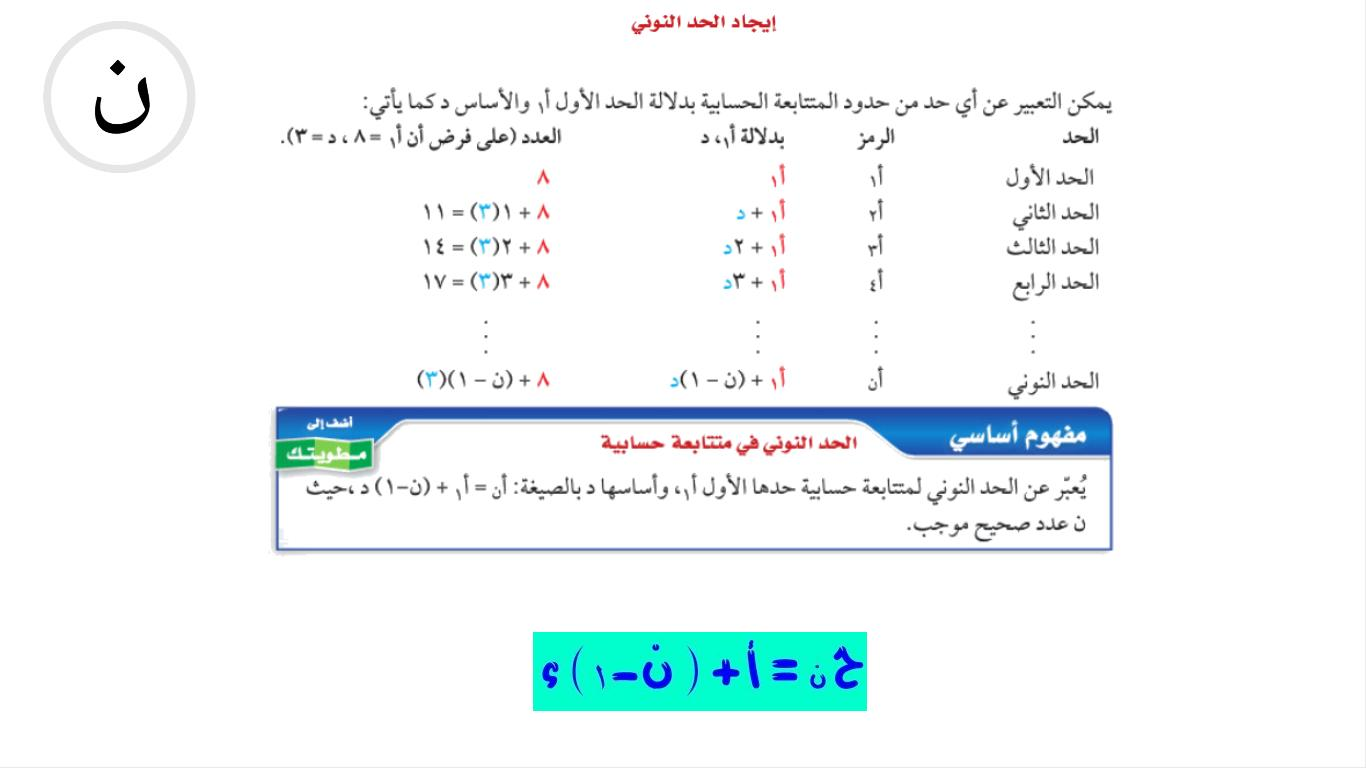 إيجاد الحد النوني
ن
يمكن التعبير عن أي حد من حدود المتتابعة الحسابية بدلالة الحد الأول أ١ والأساس د كما يأتي:
الحد الرمز بدلالة أ١، د العدد (على فرض أن أ١ = ٨ ، د = ٣).
الحد الأول أ١ أ١ ٨
الحد الثاني أ٢ أ١ + د ٨ + ١(٣) = ١١
الحد الثالث أ٣ أ١ + ٢د ٨ + ٢(٣) = ١٤
الحد الرابع أ٤ أ١ + ٣د ٨ + ٣(٣) = ١٧
⋮ ⋮ ⋮ ⋮
الحد النوني أن أ١ + (ن – ١)د ٨ + (ن – ١)(٣)
مفهوم أساسي
أضف إلى
مطويتك
الحد النوني في متتابعة حسابية
يُعبّر عن الحد النوني لمتتابعة حسابية حدها الأول أ١، وأساسها د بالصيغة: أن = أ١ + (ن–١) د ،حيث
ن عدد صحيح موجب.
حن = أ + (ن – ١) ء